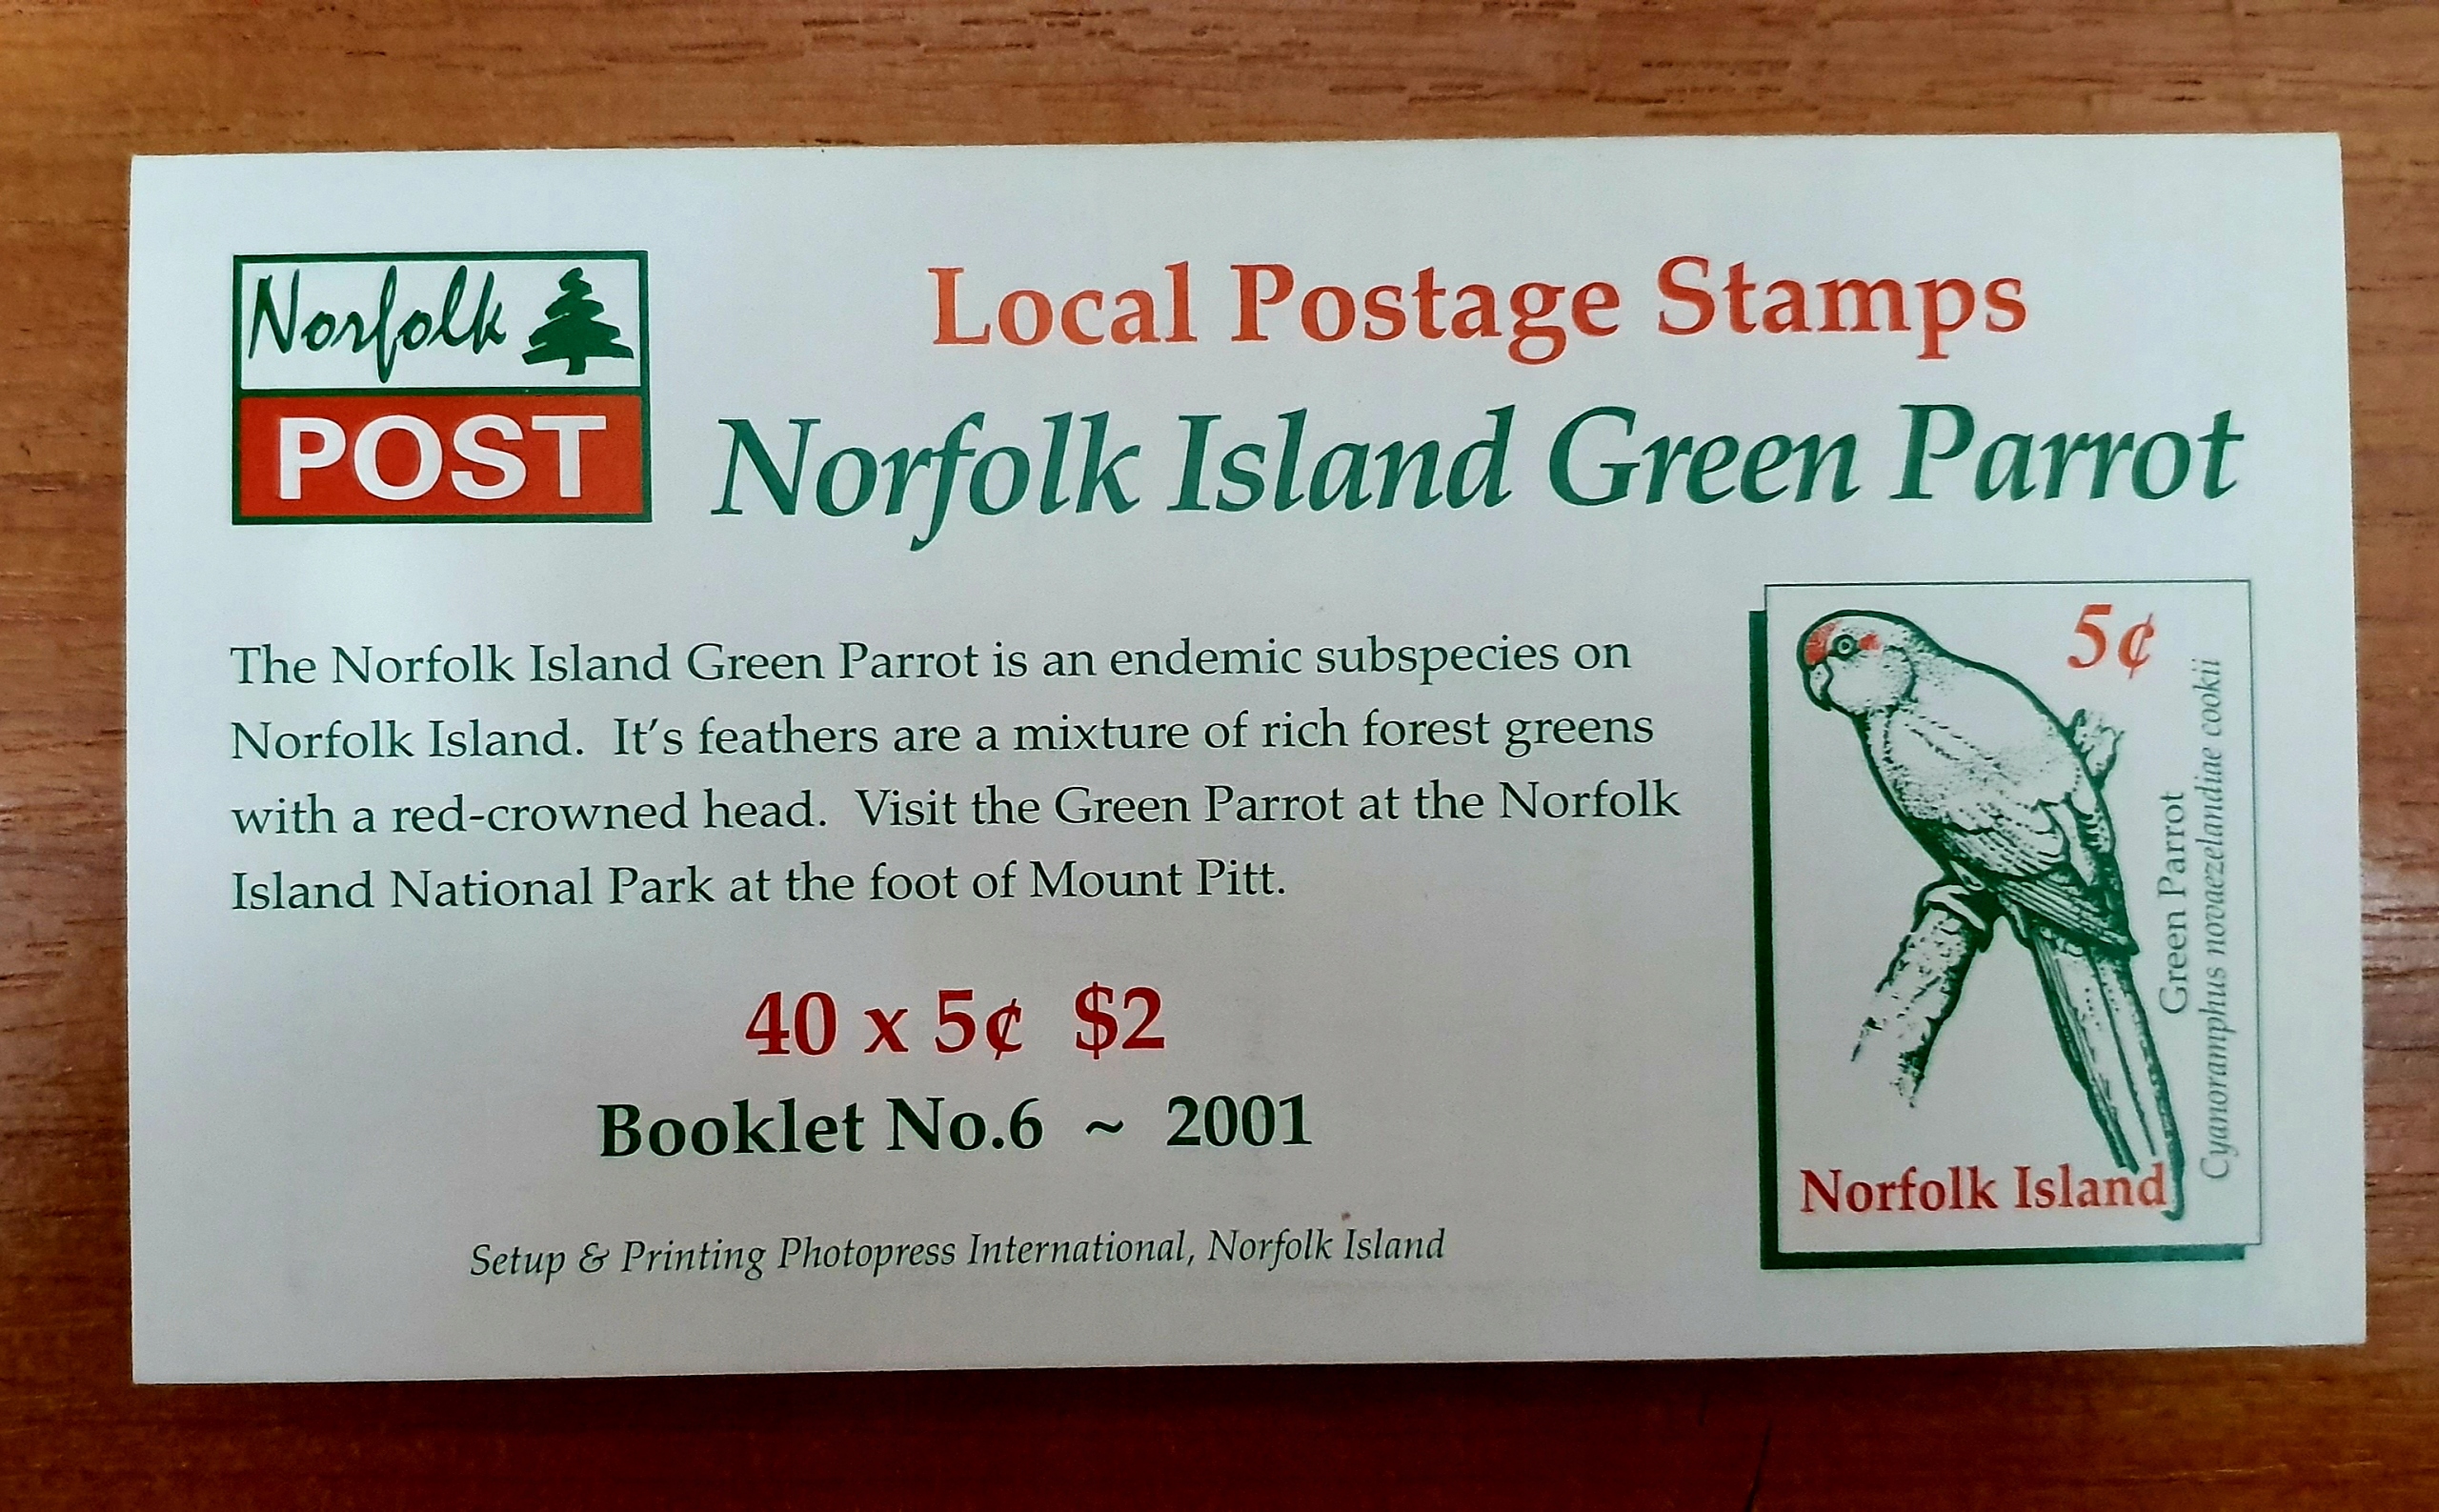 Norfolk
POST
Local Postage Stamps
Norfolk Island Green Parrot
The Norfolk Island Green Parrot is an endemic subspecies on
Norfolk Island. It's feathers are a mixture of rich forest greens
with a red-crowned head. Visit the Green Parrot at the Norfolk
Island National Park at the foot of Mount Pitt.
40 x 5¢ $2
Booklet No.6 ~ 2001
Setup & Printing Photopress International, Norfolk Island
5¢
Green Parrot
Cyanoramphus novaezelandiae cookii
Norfolk Island